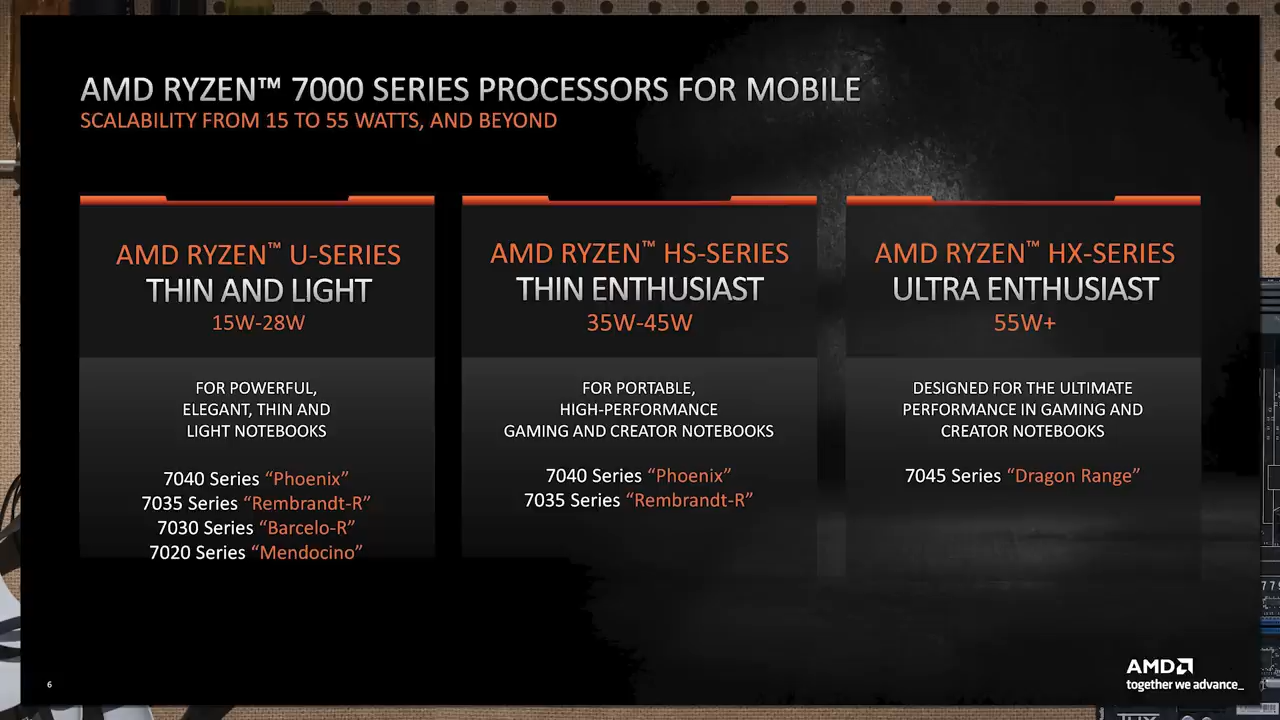 AMD RYZEN™ 7000 SERIES PROCESSORS FOR MOBILE
SCALABILITY FROM 15 TO 55 WATTS, AND BEYOND
AMD RYZEN™ U-SERIES
THIN AND LIGHT
15W-28W
FOR POWERFUL,
ELEGANT, THIN AND
LIGHT NOTEBOOKS
7040 Series “Phoenix”
7035 Series “Rembrandt-R”
7030 Series “Barcelo-R”
7020 Series “Mendocino”
AMD RYZEN™ HS-SERIES
THIN ENTHUSIAST
35W-45W
FOR PORTABLE,
HIGH-PERFORMANCE
GAMING AND CREATOR NOTEBOOKS
7040 Series “Phoenix”
7035 Series “Rembrandt-R”
AMD RYZEN™ HX-SERIES
ULTRA ENTHUSIAST
55W+
DESIGNED FOR THE ULTIMATE
PERFORMANCE IN GAMING AND
CREATOR NOTEBOOKS
7045 Series “Dragon Range”
6
AMD
together we advance_